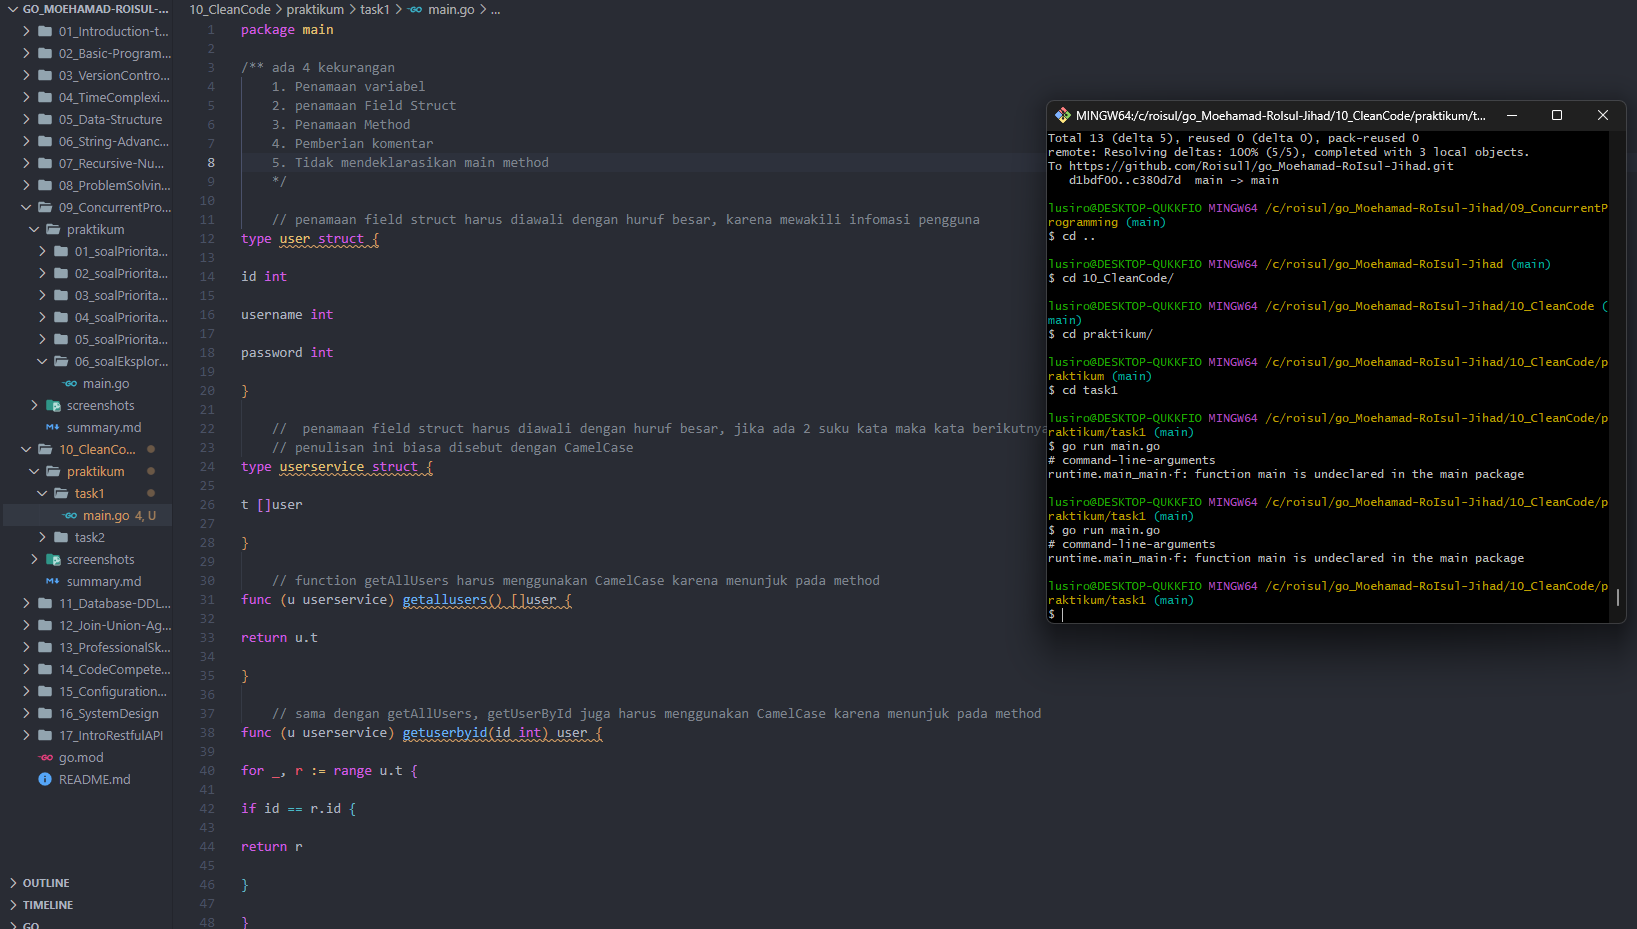 GO_MOEHAMAD-ROISUL-...
01_Introduction-t...
02_Basic-Program...
03_VersionContro...
04_TimeComplexi...
05_Data-Structure
06_String-Advanc...
07_Recursive-Nu...
08_ProblemSolvin...
09_ConcurrentPro...
praktikum
01_soalPriorita...
02_soalPriorita...
03_soalPriorita...
04_soalPriorita...
05_soalPriorita...
06_soalEksplor...
main.go
screenshots
summary.md
10_CleanCo...
praktikum
task1
main.go 4, U
task2
screenshots
summary.md
11_Database-DDL...
12_Join-Union-Ag...
13_ProfessionalSk...
14_CodeCompete...
15_Configuration...
16_SystemDesign
17_IntroRestfulAPI
go.mod
README.md
OUTLINE
TIMELINE
GO
10_CleanCode > praktikum > task1 > main.go > ...
1 package main
2
3 /** ada 4 kekurangan
4 1. Penamaan variabel
5 2. penamaan Field Struct
6 3. Penamaan Method
7 4. Pemberian komentar
8 5. Tidak mendeklarasikan main method
9 */
10
11 // penamaan field struct harus diawali dengan huruf besar, karena mewakili infomasi pengguna
12 type user struct {
13
14 id int
15
16 username int
17
18 password int
19
20 }
21
22 //  penamaan field struct harus diawali dengan huruf besar, jika ada 2 suku kata maka kata berikutnya
23 // penulisan ini biasa disebut dengan CamelCase
24 type userservice struct {
25
26 t []user
27
28 }
29
30 // function getAllUsers harus menggunakan CamelCase karena menunjuk pada method
31 func (u userservice) getallusers() []user {
32
33 return u.t
34
35 }
36
37 // sama dengan getAllUsers, getUserById juga harus menggunakan CamelCase karena menunjuk pada method
38 func (u userservice) getuserbyid(id int) user {
39
40 for _, r := range u.t {
41
42 if id == r.id {
43
44 return r
45
46 }
47
48 }
MINGW64:/c/roisul/go_Moehamad-RoIsul-Jihad/10_CleanCode/praktikum/t...
Total 13 (delta 5), reused 0 (delta 0), pack-reused 0
remote: Resolving deltas: 100% (5/5), completed with 3 local objects.
To https://github.com/Roisull/go_Moehamad-RoIsul-Jihad.git
d1bdf00..c380d7d  main -> main
lusiro@DESKTOP-QUKKFIO MINGW64 /c/roisul/go_Moehamad-RoIsul-Jihad/09_ConcurrentP
rogramming (main)
$ cd ..
lusiro@DESKTOP-QUKKFIO MINGW64 /c/roisul/go_Moehamad-RoIsul-Jihad (main)
$ cd 10_CleanCode/
lusiro@DESKTOP-QUKKFIO MINGW64 /c/roisul/go_Moehamad-RoIsul-Jihad/10_CleanCode (
main)
$ cd praktikum/
lusiro@DESKTOP-QUKKFIO MINGW64 /c/roisul/go_Moehamad-RoIsul-Jihad/10_CleanCode/p
raktikum (main)
$ cd task1
lusiro@DESKTOP-QUKKFIO MINGW64 /c/roisul/go_Moehamad-RoIsul-Jihad/10_CleanCode/p
raktikum/task1 (main)
$ go run main.go
# command-line-arguments
runtime.main_main·f: function main is undeclared in the main package
lusiro@DESKTOP-QUKKFIO MINGW64 /c/roisul/go_Moehamad-RoIsul-Jihad/10_CleanCode/p
raktikum/task1 (main)
$ go run main.go
# command-line-arguments
runtime.main_main·f: function main is undeclared in the main package
lusiro@DESKTOP-QUKKFIO MINGW64 /c/roisul/go_Moehamad-RoIsul-Jihad/10_CleanCode/p
raktikum/task1 (main)
$